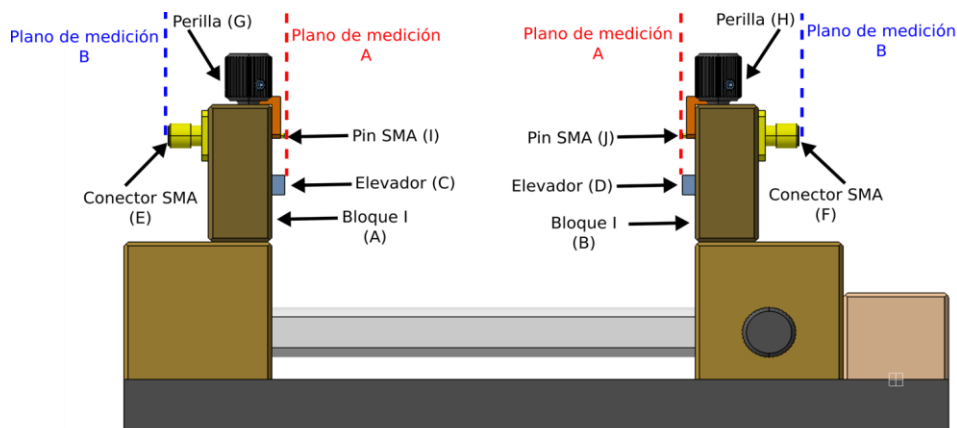 Perilla (G)
Plano de medición
B
Plano de medición
A
Pin SMA (I)
Elevador (C)
Conector SMA
(E)
Bloque I
(A)
Perilla (H)
Plano de medición
A
Plano de medición
B
Pin SMA (J)
Elevador (D)
Conector SMA
(F)
Bloque I
(B)